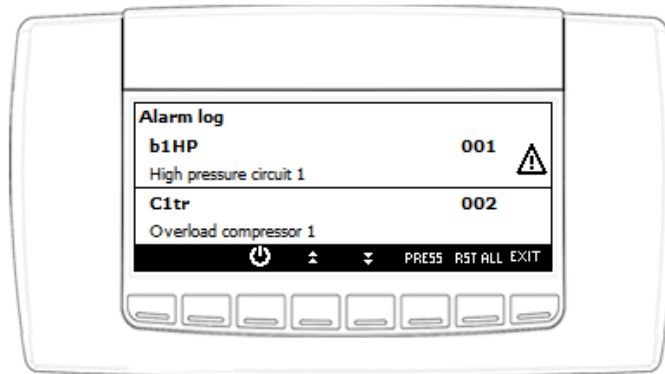 Alarm log
b1HP 001
High pressure circuit 1
C1tr 002
Overload compressor 1
PRESS RST ALL EXIT